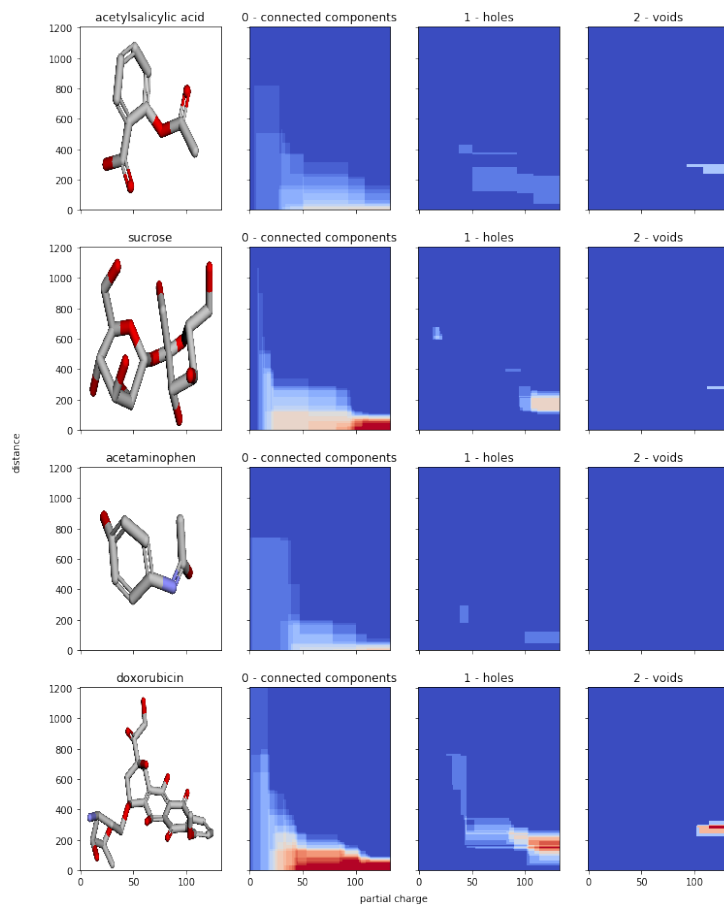 acetylsalicylic acid
0 - connected components
1 - holes
2 - voids
1200
1000
800
600
400
200
0
sucrose
0 - connected components
1 - holes
2 - voids
1200
1000
800
600
400
200
0
distance
acetaminophen
0 - connected components
1 - holes
2 - voids
1200
1000
800
600
400
200
0
doxorubicin
0 - connected components
1 - holes
2 - voids
1200
1000
800
600
400
200
0
0 50 100
0 50 100
0 50 100
0 50 100
partial charge